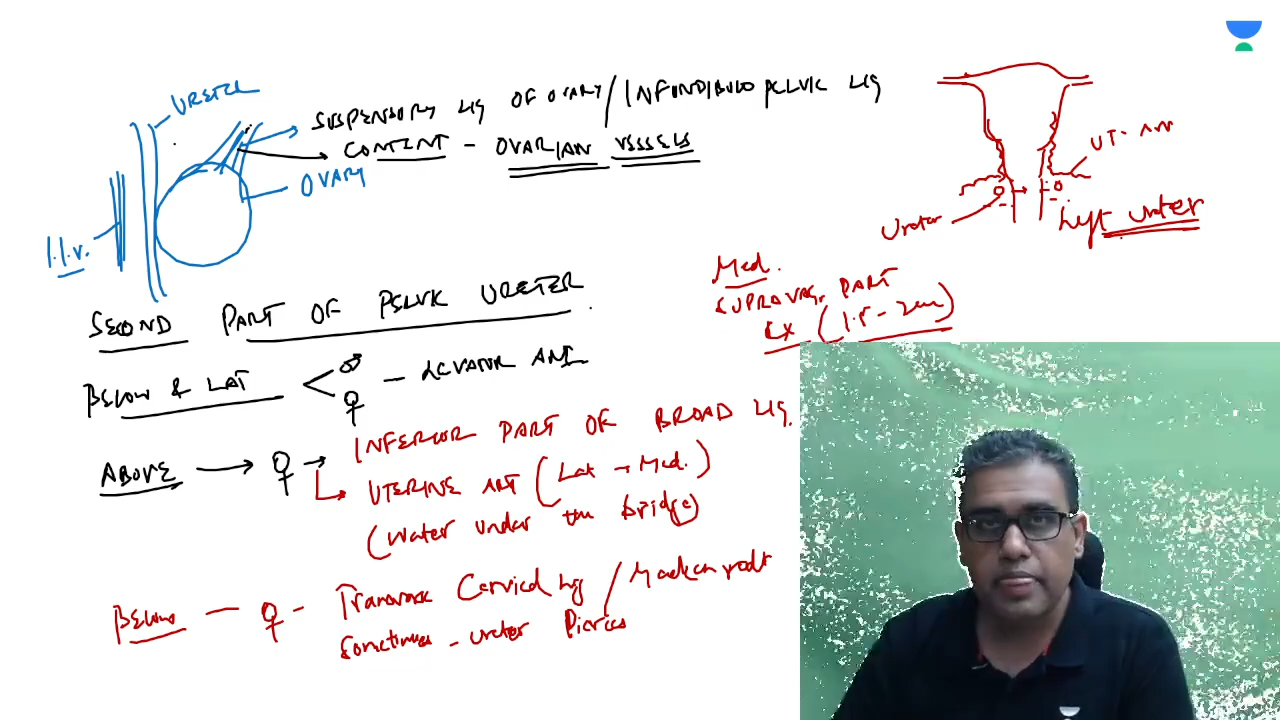 URETER
SUSPENSORY LIG OF OVARY / INFUNDIBULO PELVIC LIG
CONTENT - OVARIAN VESSELS
OVARY
I.I.V.
UT. ART
Ureter
Left ureter
SECOND PART OF PELVIC URETER
Med.
SUPRAVAG. PART
CX (1.5 - 2cm)
BELOW & LAT < ♂ ♀ - LEVATOR ANI
ABOVE → ♀ → INFERIOR PART OF BROAD LIG.
UTERINE ART (Lat → Med.)
(Water under the bridge)
BELOW - ♀ - Transverse Cervical lig / Mackenrodt
Sometimes - ureter Pierces